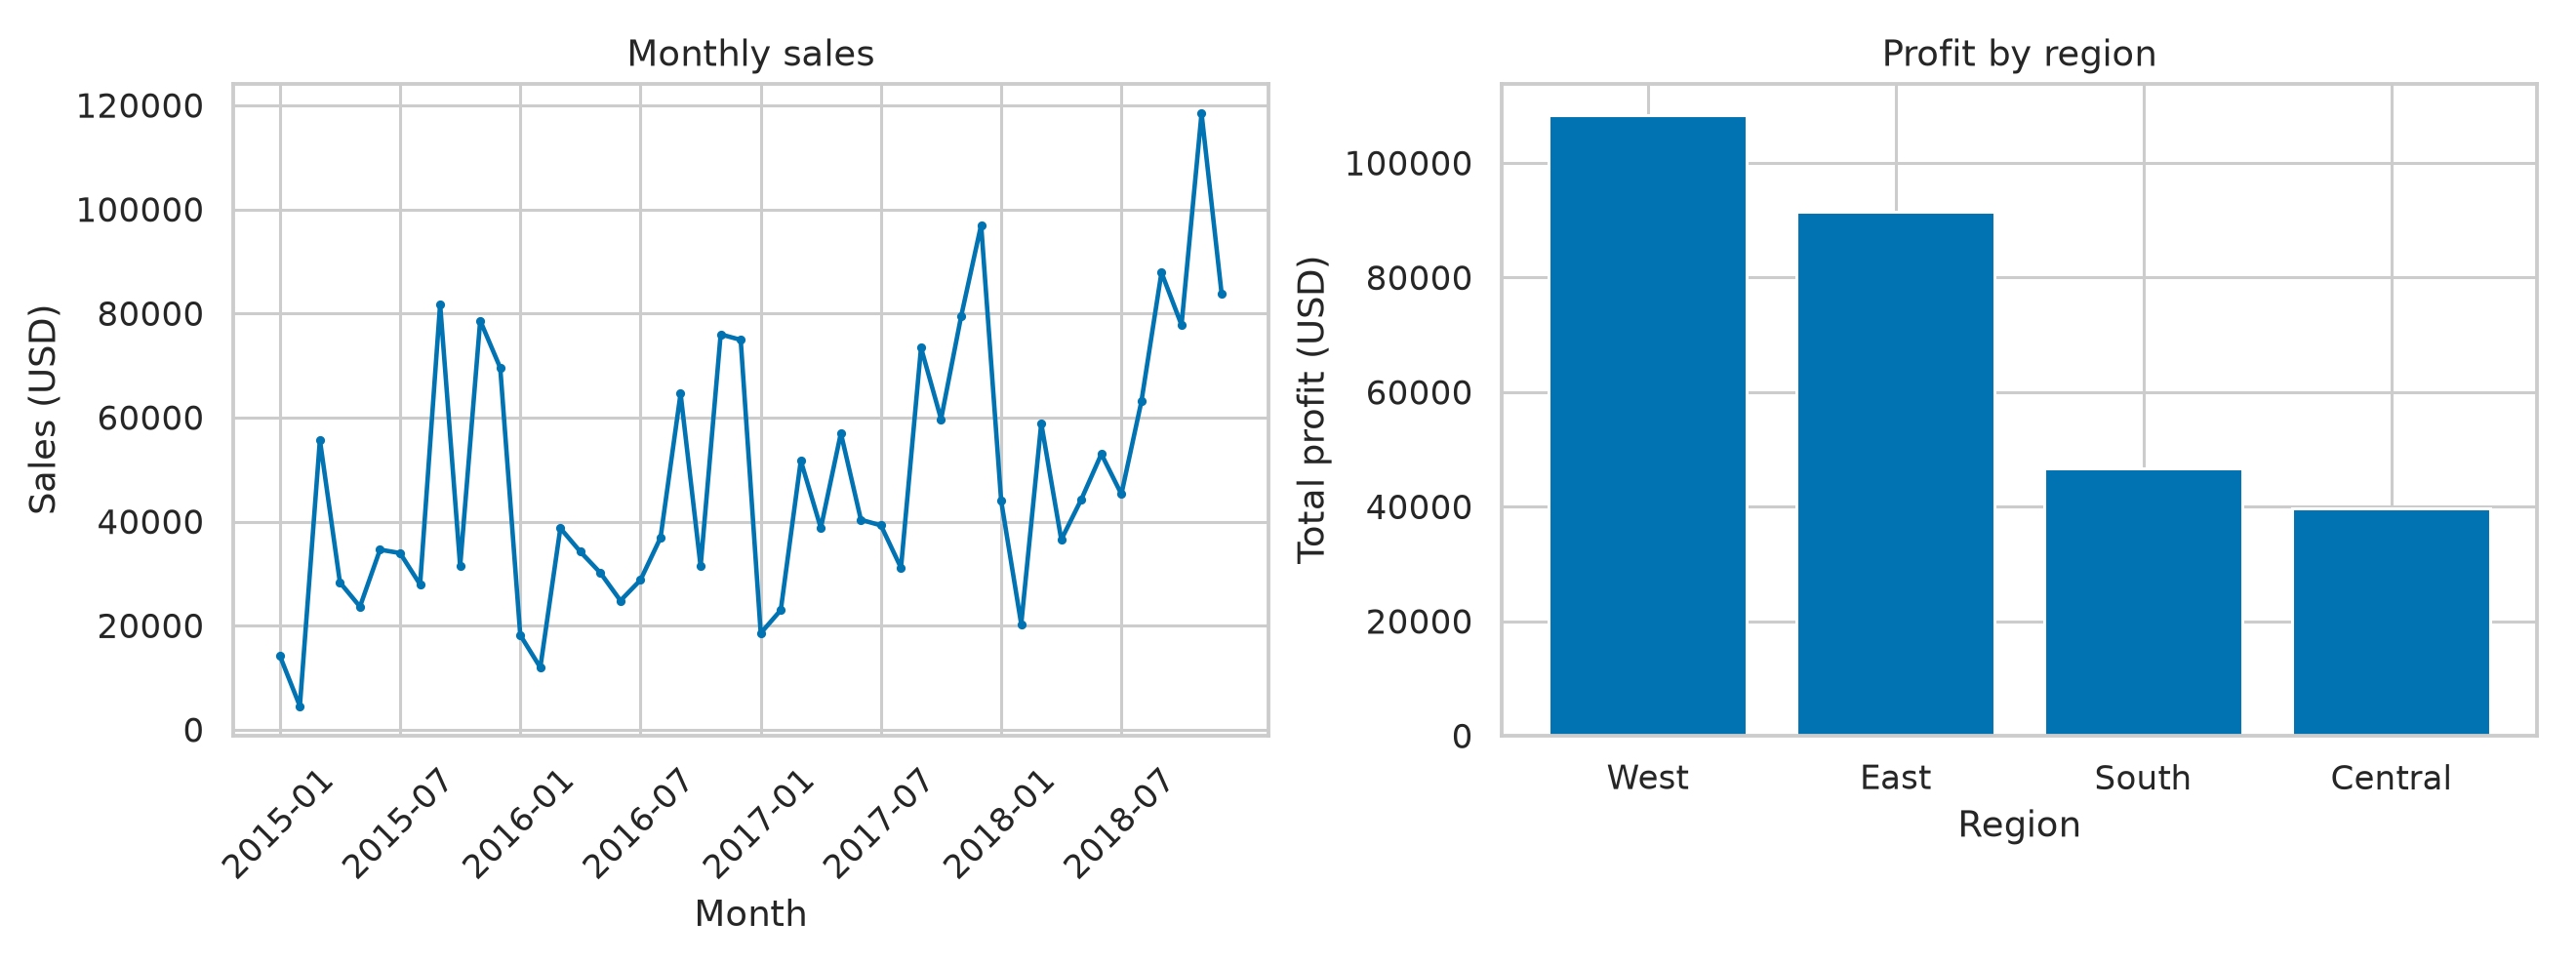 Monthly sales
Sales (USD)
120000
100000
80000
60000
40000
20000
0
2015-01
2015-07
2016-01
2016-07
2017-01
2017-07
2018-01
2018-07
Month
Profit by region
Total profit (USD)
100000
80000
60000
40000
20000
0
West
East
South
Central
Region